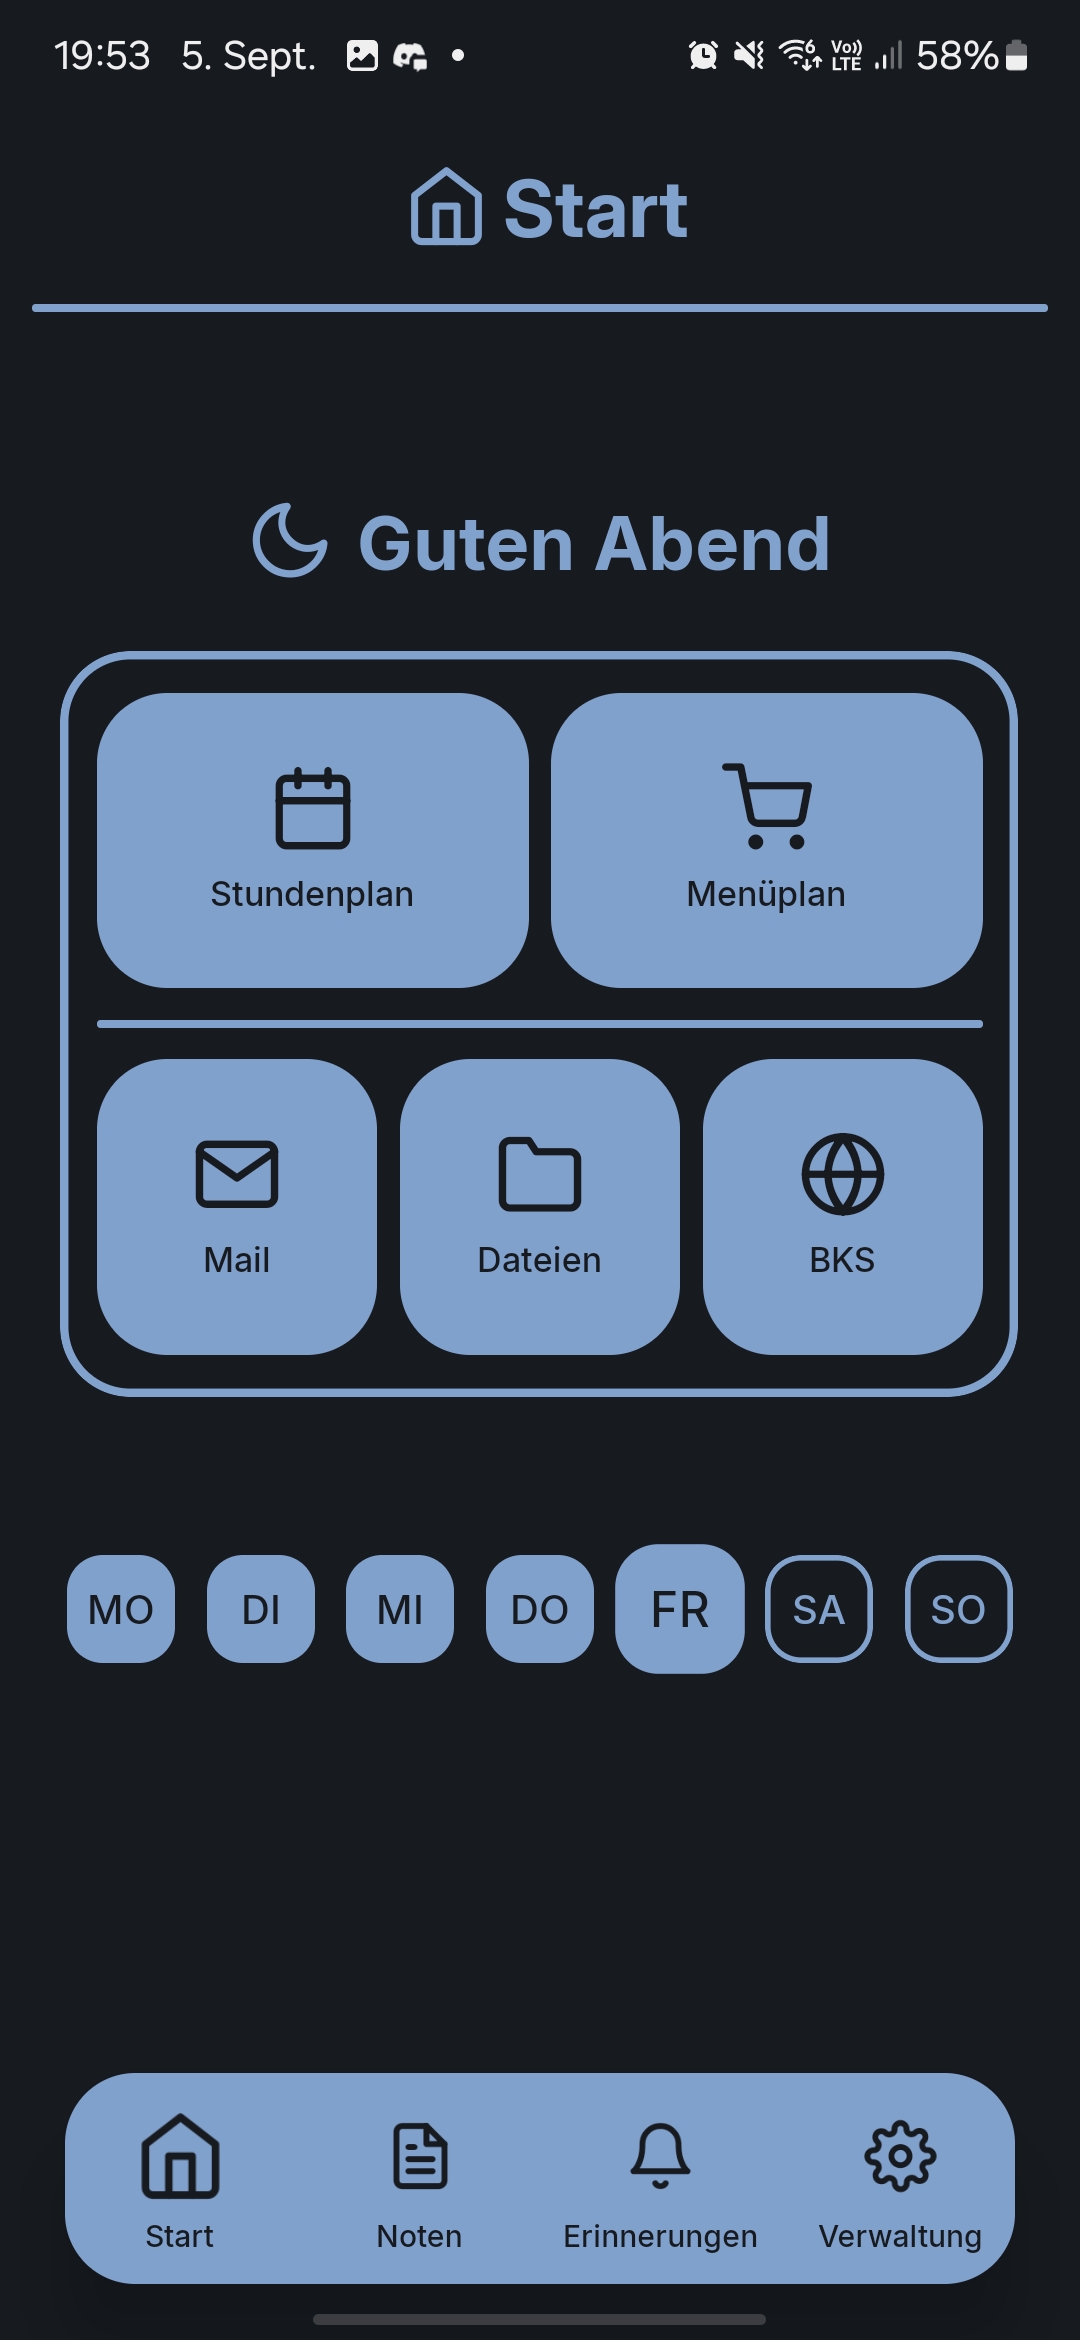 19:53 5. Sept. 6 Vo)) LTE 58%
Start
Guten Abend
Stundenplan Menüplan
Mail Dateien BKS
MO DI MI DO FR SA SO
Start Noten Erinnerungen Verwaltung